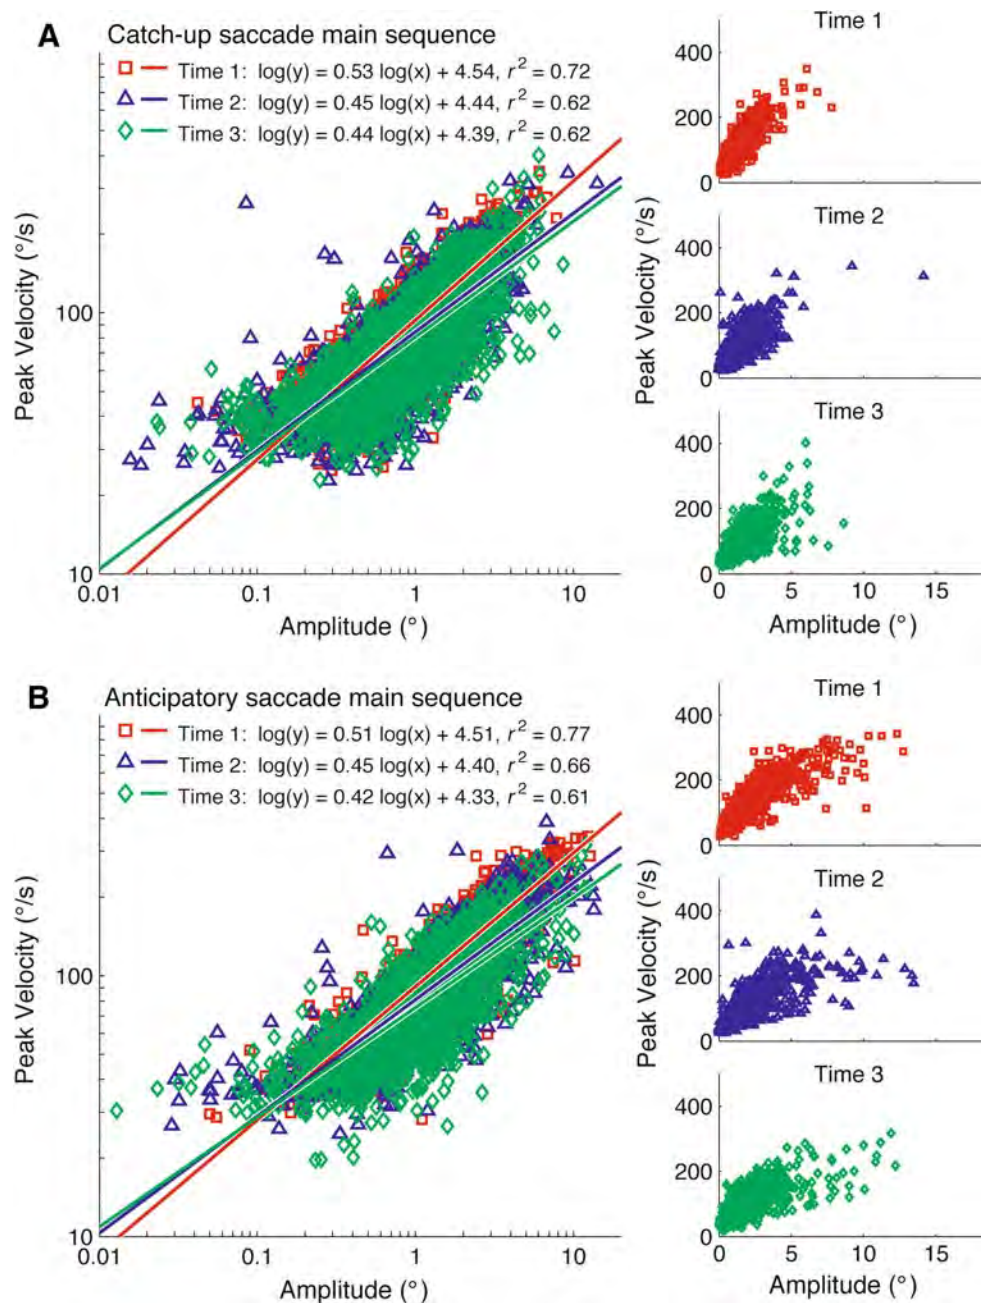 A Catch-up saccade main sequence
Time 1: log(y) = 0.53 log(x) + 4.54, r² = 0.72
Time 2: log(y) = 0.45 log(x) + 4.44, r² = 0.62
Time 3: log(y) = 0.44 log(x) + 4.39, r² = 0.62
Peak Velocity (°/s)
100
10
0.01 0.1 1 10
Amplitude (°)
Time 1
400
200
0
Time 2
Peak Velocity (°/s)
400
200
0
Time 3
400
200
0
0 5 10 15
Amplitude (°)
B Anticipatory saccade main sequence
Time 1: log(y) = 0.51 log(x) + 4.51, r² = 0.77
Time 2: log(y) = 0.45 log(x) + 4.40, r² = 0.66
Time 3: log(y) = 0.42 log(x) + 4.33, r² = 0.61
Peak Velocity (°/s)
100
10
0.01 0.1 1 10
Amplitude (°)
Time 1
400
200
0
Time 2
Peak Velocity (°/s)
400
200
0
Time 3
400
200
0
0 5 10 15
Amplitude (°)